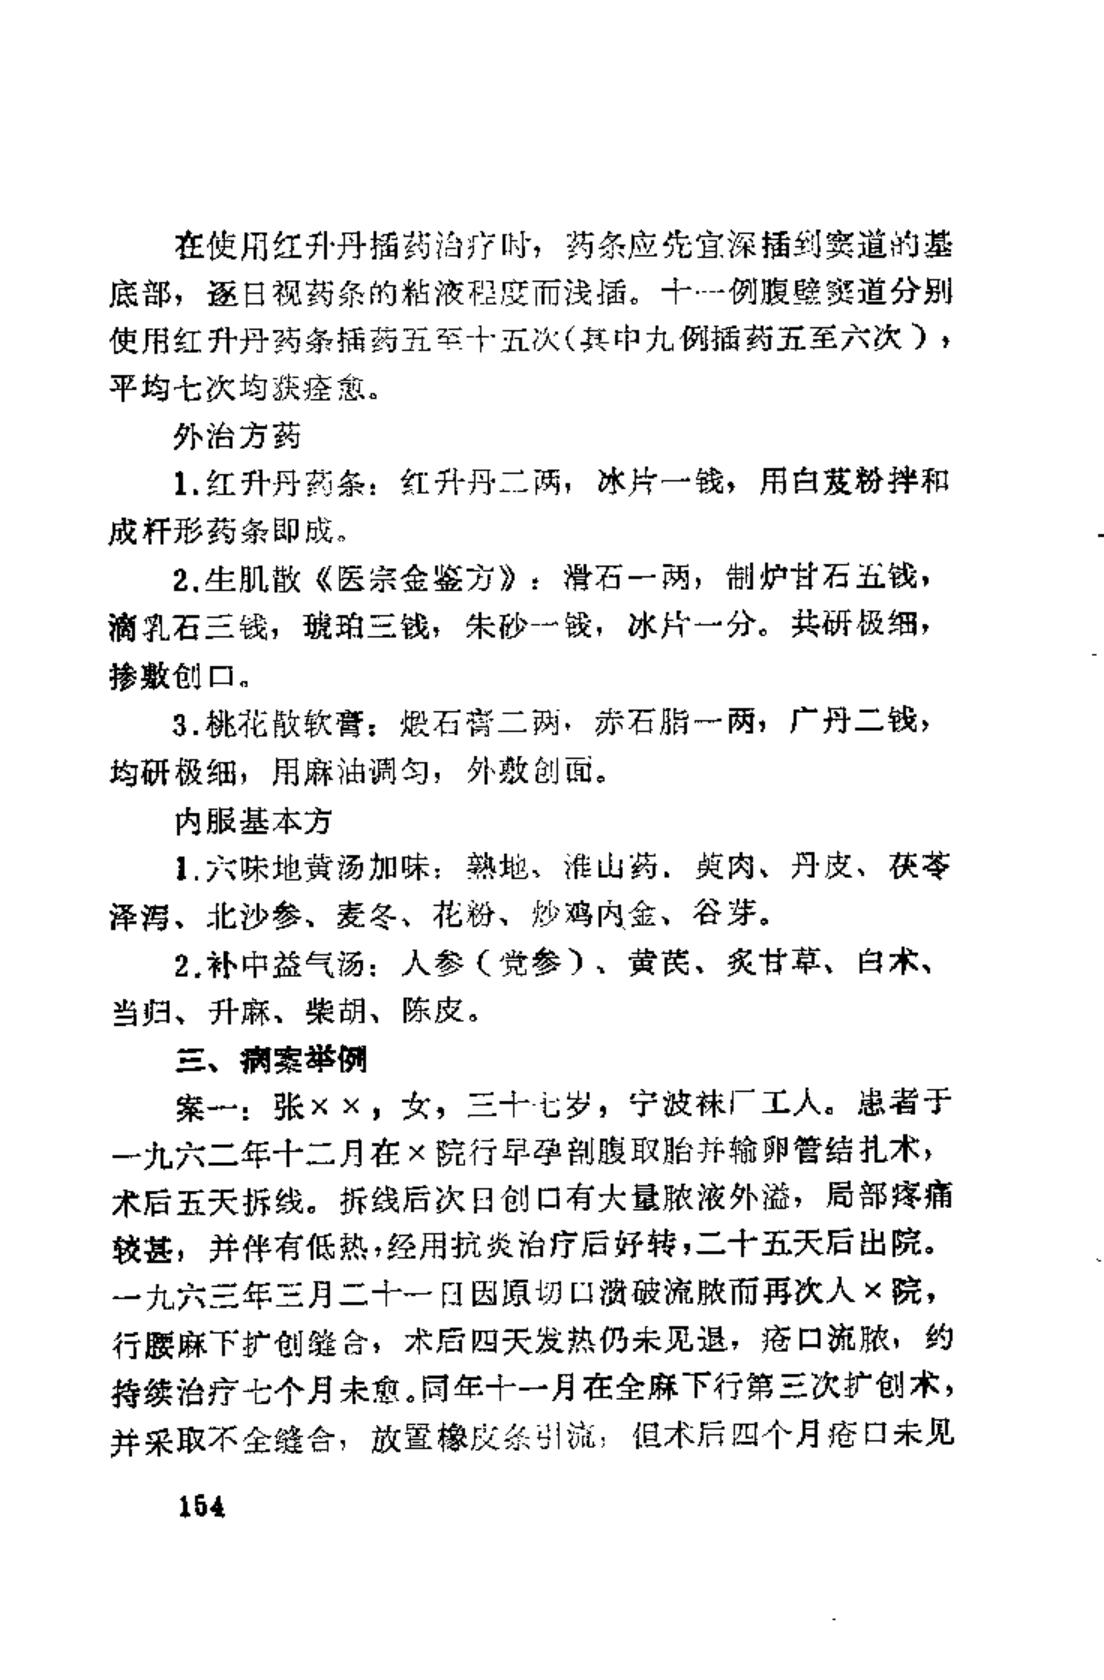 在使用红升丹插药治疗时，药条应先宜深插到窦道的基
底部，逐日视药条的粘液程度而浅插。十一例腹壁窦道分别
使用红升丹药条插药五至十五次(其中九例插药五至六次），
平均七次均获痊愈。
外治方药
1.红升丹药条：红升丹二两，冰片一钱，用白芨粉拌和
成杆形药条即成。
2.生肌散《医宗金鉴方》：滑石一两，制炉甘石五钱，
滴乳石三钱，琥珀三钱，朱砂一钱，冰片一分。共研极细，
掺敷创口。
3.桃花散软膏：煅石膏二两，赤石脂一两，广丹二钱，
均研极细，用麻油调匀，外敷创面。
内服基本方
1.六味地黄汤加味：熟地、淮山药、萸肉、丹皮、茯苓
泽泻、北沙参、麦冬、花粉、炒鸡内金、谷芽。
2.补中益气汤：人参（党参）、黄芪、炙甘草、白术、
当归、升麻、柴胡、陈皮。
三、病案举例
案一：张××，女，三十七岁，宁波袜厂工人。患者于
一九六二年十二月在×院行早孕剖腹取胎并输卵管结扎术，
术后五天拆线。拆线后次日创口有大量脓液外溢，局部疼痛
较甚，并伴有低热，经用抗炎治疗后好转，二十五天后出院。
一九六三年三月二十一日因原切口溃破流脓而再次入×院，
行腰麻下扩创缝合，术后四天发热仍未见退，疮口流脓，约
持续治疗七个月未愈。同年十一月在全麻下行第三次扩创术，
并采取不全缝合，放置橡皮条引流，但术后四个月疮口未见
154